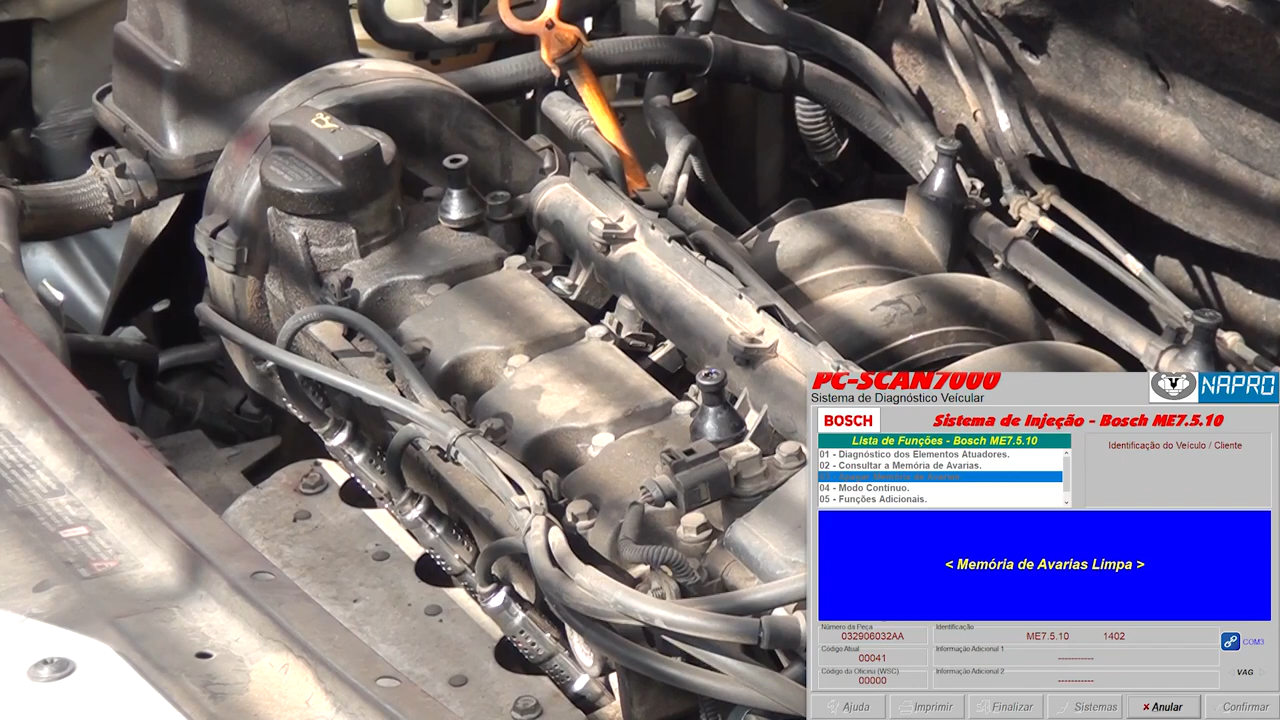 PC-SCAN7000
NAPRO
Sistema de Diagnóstico Veícular
BOSCH
Sistema de Injeção - Bosch ME7.5.10
Lista de Funções - Bosch ME7.5.10
Identificação do Veículo / Cliente
01 - Diagnóstico dos Elementos Atuadores.
02 - Consultar a Memória de Avarias.
04 - Modo Contínuo.
05 - Funções Adicionais.
< Memória de Avarias Limpa >
Número da Peça
Identificação
032906032AA
ME7.5.10 1402
COM3
Código Atual
Informação Adicional 1
00041
-----------
Código da Oficina (WSC)
Informação Adicional 2
VAG
00000
-----------
Ajuda
Imprimir
Finalizar
Sistemas
Anular
Confirmar